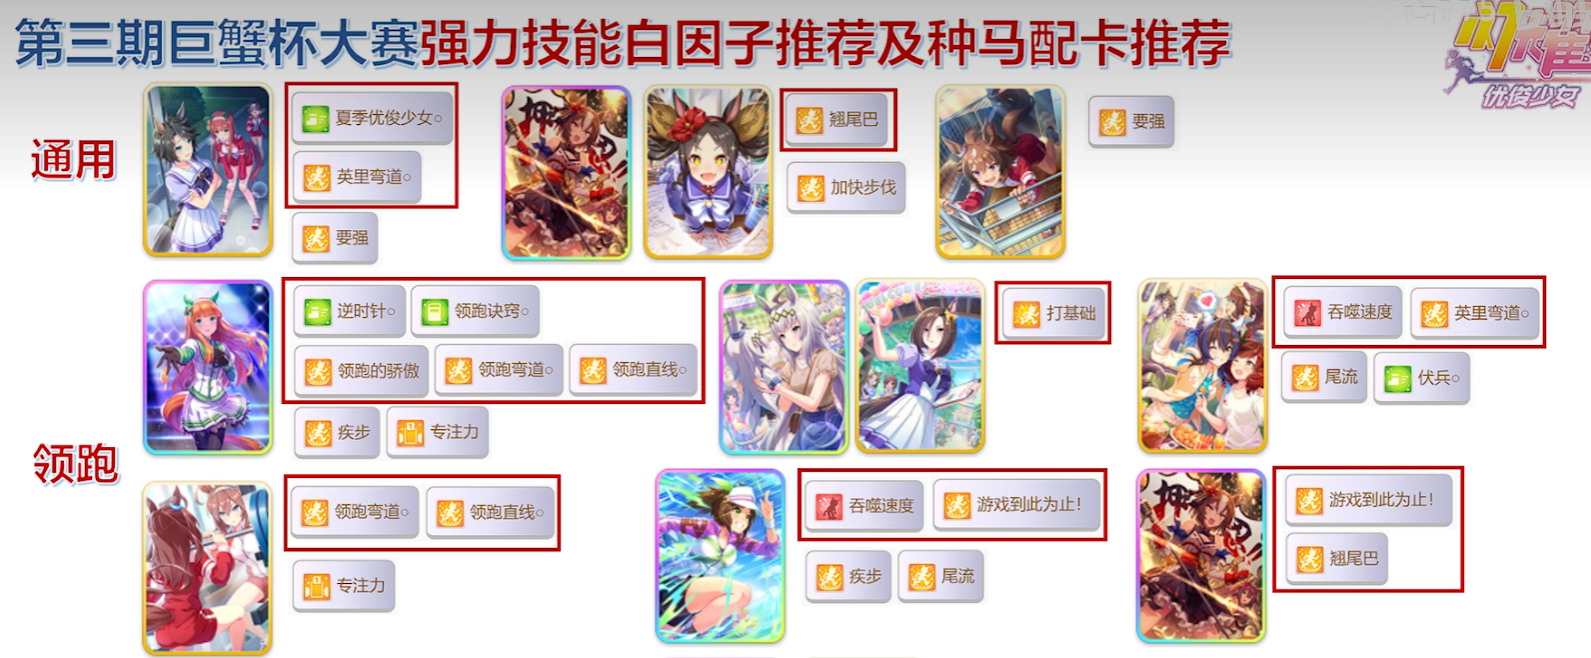 第三期巨蟹杯大赛强力技能白因子推荐及种马配卡推荐
优俊少女
通用
夏季优俊少女○
英里弯道○
要强
翘尾巴
加快步伐
要强
领跑
逆时针○
领跑诀窍○
领跑的骄傲
领跑弯道○
领跑直线○
疾步
专注力
打基础
吞噬速度
英里弯道○
尾流
伏兵○
领跑弯道○
领跑直线○
专注力
吞噬速度
游戏到此为止!
疾步
尾流
游戏到此为止!
翘尾巴